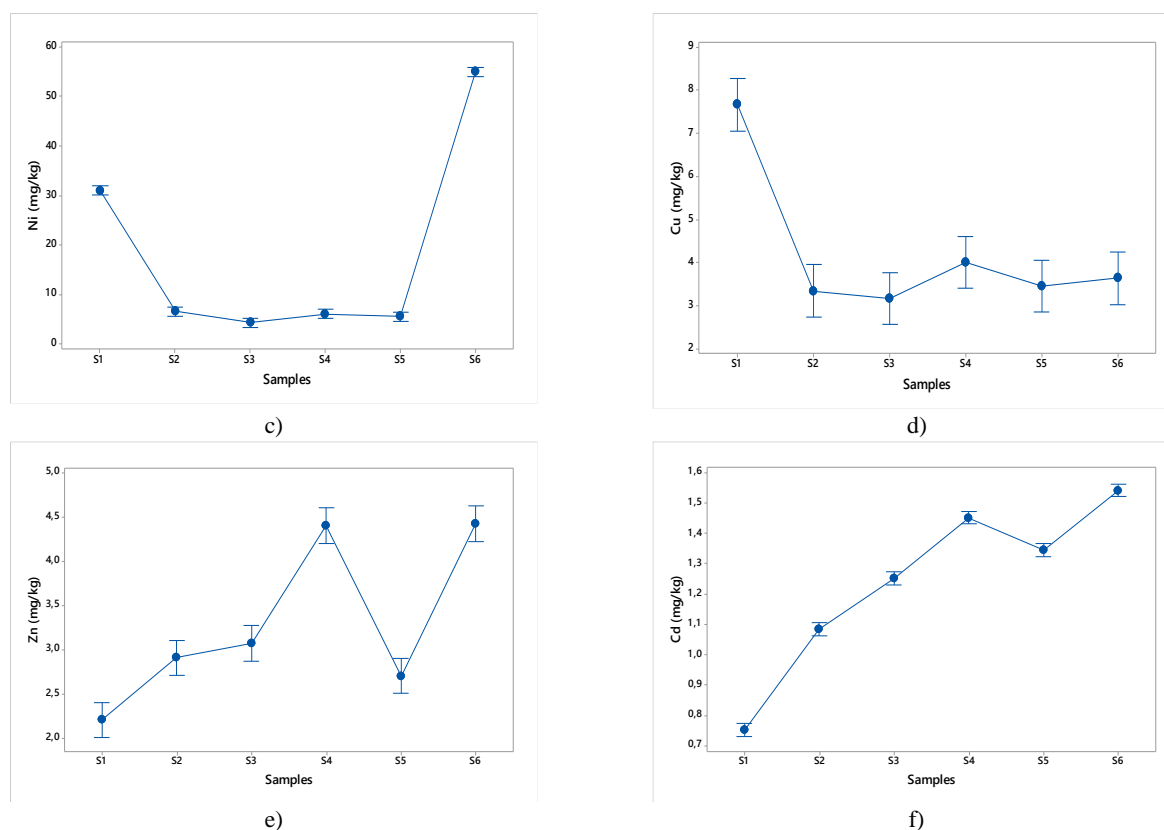 60
50
40
30
20
10
0
Ni (mg/kg)
S1 S2 S3 S4 S5 S6
Samples
c)
9
8
7
6
5
4
3
2
Cu (mg/kg)
S1 S2 S3 S4 S5 S6
Samples
d)
5,0
4,5
4,0
3,5
3,0
2,5
2,0
Zn (mg/kg)
S1 S2 S3 S4 S5 S6
Samples
e)
1,6
1,5
1,4
1,3
1,2
1,1
1,0
0,9
0,8
0,7
Cd (mg/kg)
S1 S2 S3 S4 S5 S6
Samples
f)